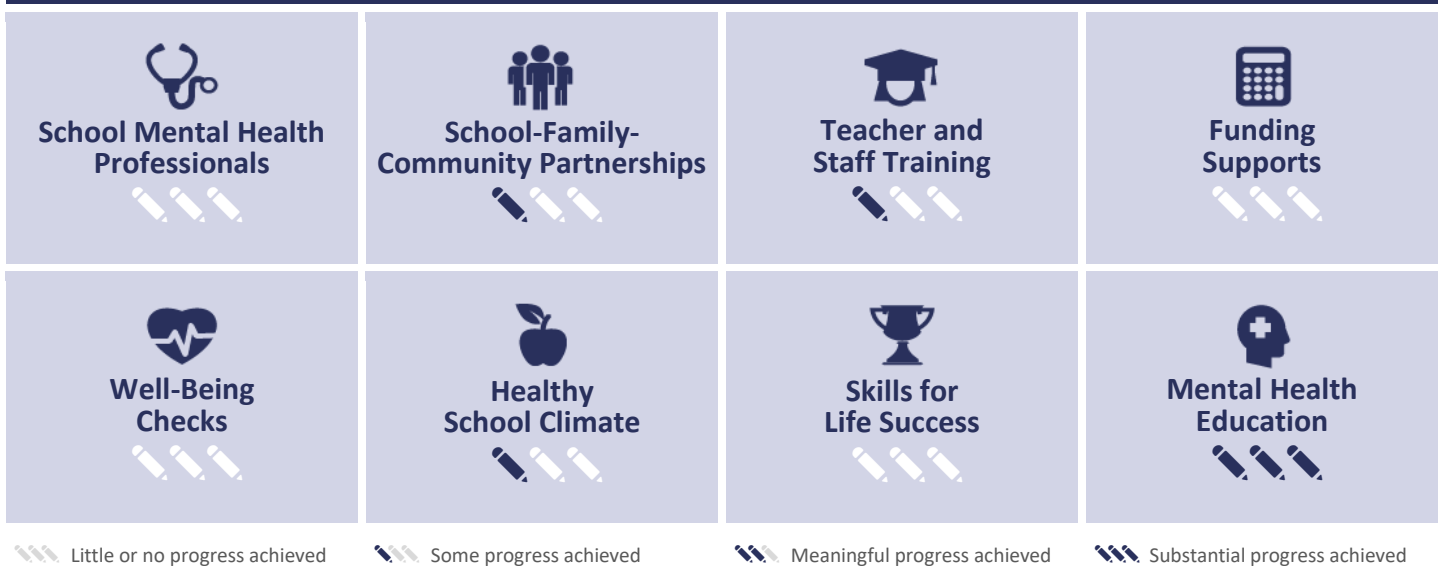 School Mental Health
Professionals
School-Family-
Community Partnerships
Teacher and
Staff Training
Funding
Supports
Well-Being
Checks
Healthy
School Climate
Skills for
Life Success
Mental Health
Education
Little or no progress achieved
Some progress achieved
Meaningful progress achieved
Substantial progress achieved